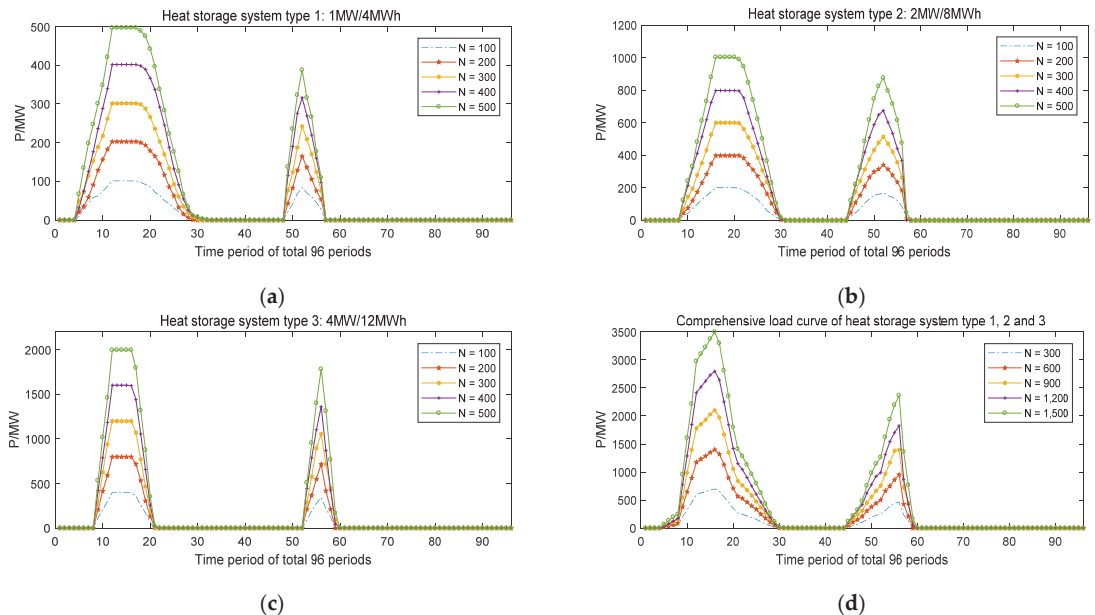 Heat storage system type 1: 1MW/4MWh
500
400
300
200
100
0
P/MW
N = 100
N = 200
N = 300
N = 400
N = 500
0 10 20 30 40 50 60 70 80 90
Time period of total 96 periods
(a)
Heat storage system type 2: 2MW/8MWh
1200
1000
800
600
400
200
0
P/MW
N = 100
N = 200
N = 300
N = 400
N = 500
0 10 20 30 40 50 60 70 80 90
Time period of total 96 periods
(b)
Heat storage system type 3: 4MW/12MWh
2000
1500
1000
500
0
P/MW
N = 100
N = 200
N = 300
N = 400
N = 500
0 10 20 30 40 50 60 70 80 90
Time period of total 96 periods
(c)
Comprehensive load curve of heat storage system type 1, 2 and 3
3500
3000
2500
2000
1500
1000
500
0
P/MW
N = 300
N = 600
N = 900
N = 1,200
N = 1,500
0 10 20 30 40 50 60 70 80 90
Time period of total 96 periods
(d)